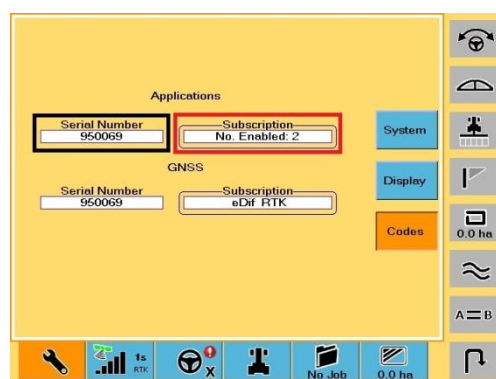 Applications
Serial Number
950069
Subscription
No. Enabled: 2
System
GNSS
Display
Serial Number
950069
Subscription
eDif RTK
Codes
0.0 ha
A=B
1s
RTK
X
No Job
0.0 ha